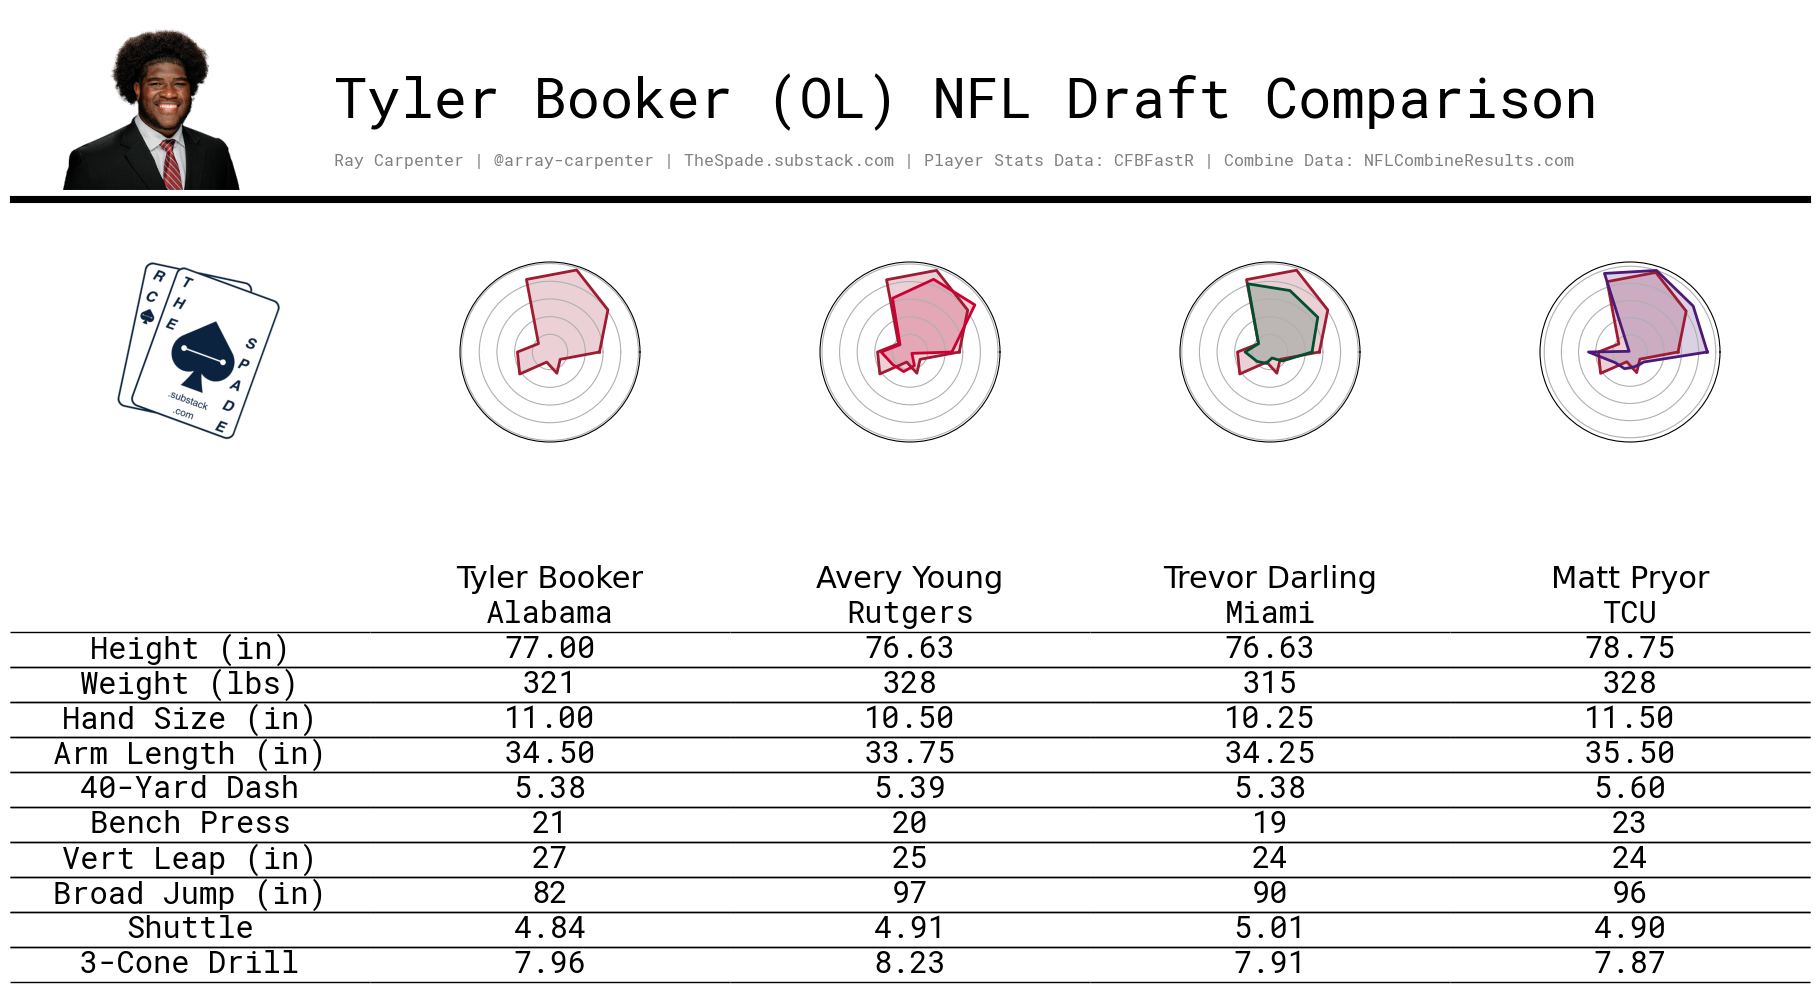 Tyler Booker (OL) NFL Draft Comparison
Ray Carpenter | @array-carpenter | TheSpade.substack.com | Player Stats Data: CFBFastR | Combine Data: NFLCombineResults.com
R C
THE SPADE
.substack
.com
Tyler Booker Avery Young Trevor Darling Matt Pryor
Alabama Rutgers Miami TCU
Height (in) 77.00 76.63 76.63 78.75
Weight (lbs) 321 328 315 328
Hand Size (in) 11.00 10.50 10.25 11.50
Arm Length (in) 34.50 33.75 34.25 35.50
40-Yard Dash 5.38 5.39 5.38 5.60
Bench Press 21 20 19 23
Vert Leap (in) 27 25 24 24
Broad Jump (in) 82 97 90 96
Shuttle 4.84 4.91 5.01 4.90
3-Cone Drill 7.96 8.23 7.91 7.87